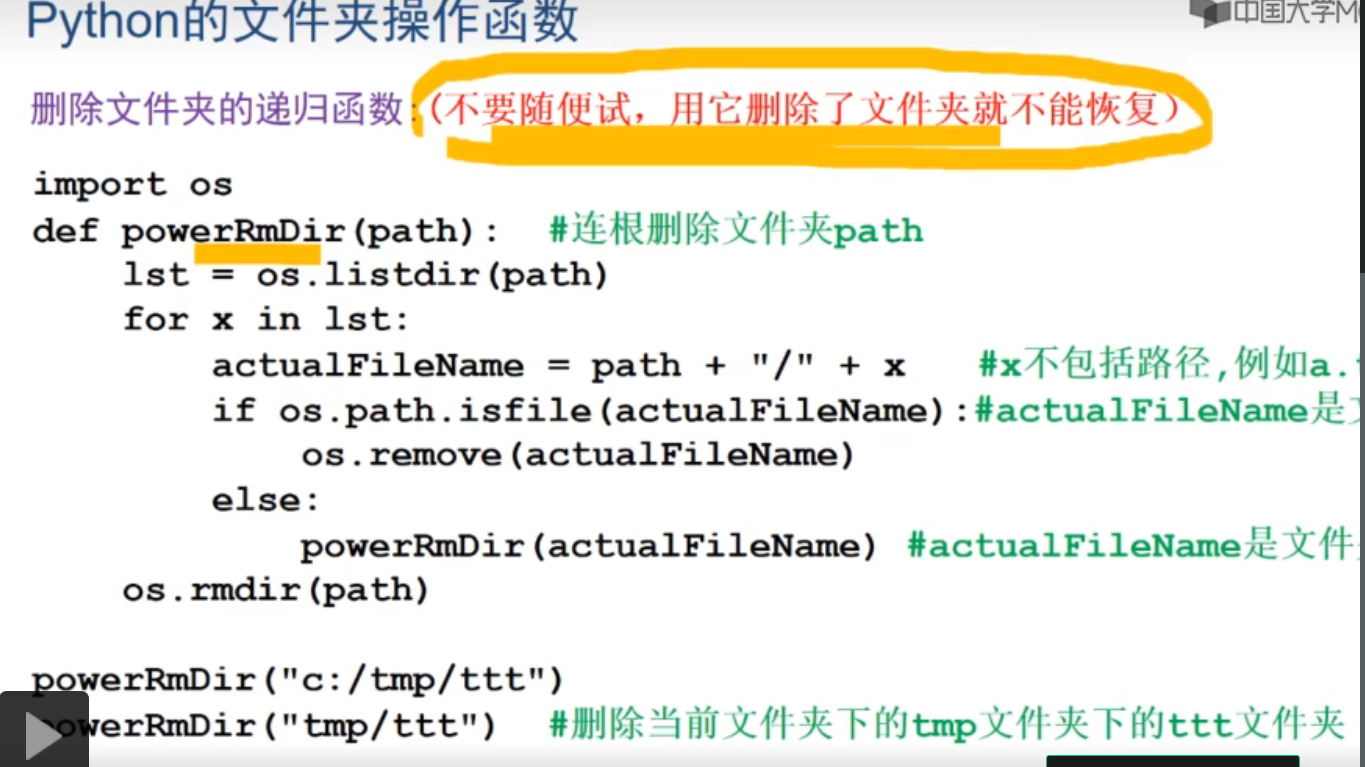 Python的文件夹操作函数
中国大学M
删除文件夹的递归函数:(不要随便试，用它删除了文件夹就不能恢复)
import os
def powerRmDir(path): #连根删除文件夹path
lst = os.listdir(path)
for x in lst:
actualFileName = path + "/" + x #x不包括路径,例如a.
if os.path.isfile(actualFileName):#actualFileName是
os.remove(actualFileName)
else:
powerRmDir(actualFileName) #actualFileName是文件
os.rmdir(path)
powerRmDir("c:/tmp/ttt")
powerRmDir("tmp/ttt") #删除当前文件夹下的tmp文件夹下的ttt文件夹